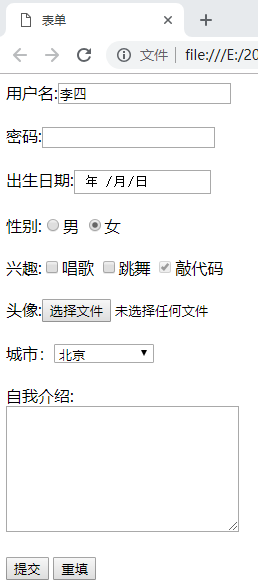 表单
文件 file:///E:/20
用户名:李四
密码:
出生日期: 年 /月/日
性别: 男 女
兴趣: 唱歌 跳舞 敲代码
头像: 选择文件 未选择任何文件
城市: 北京
自我介绍:
提交 重填